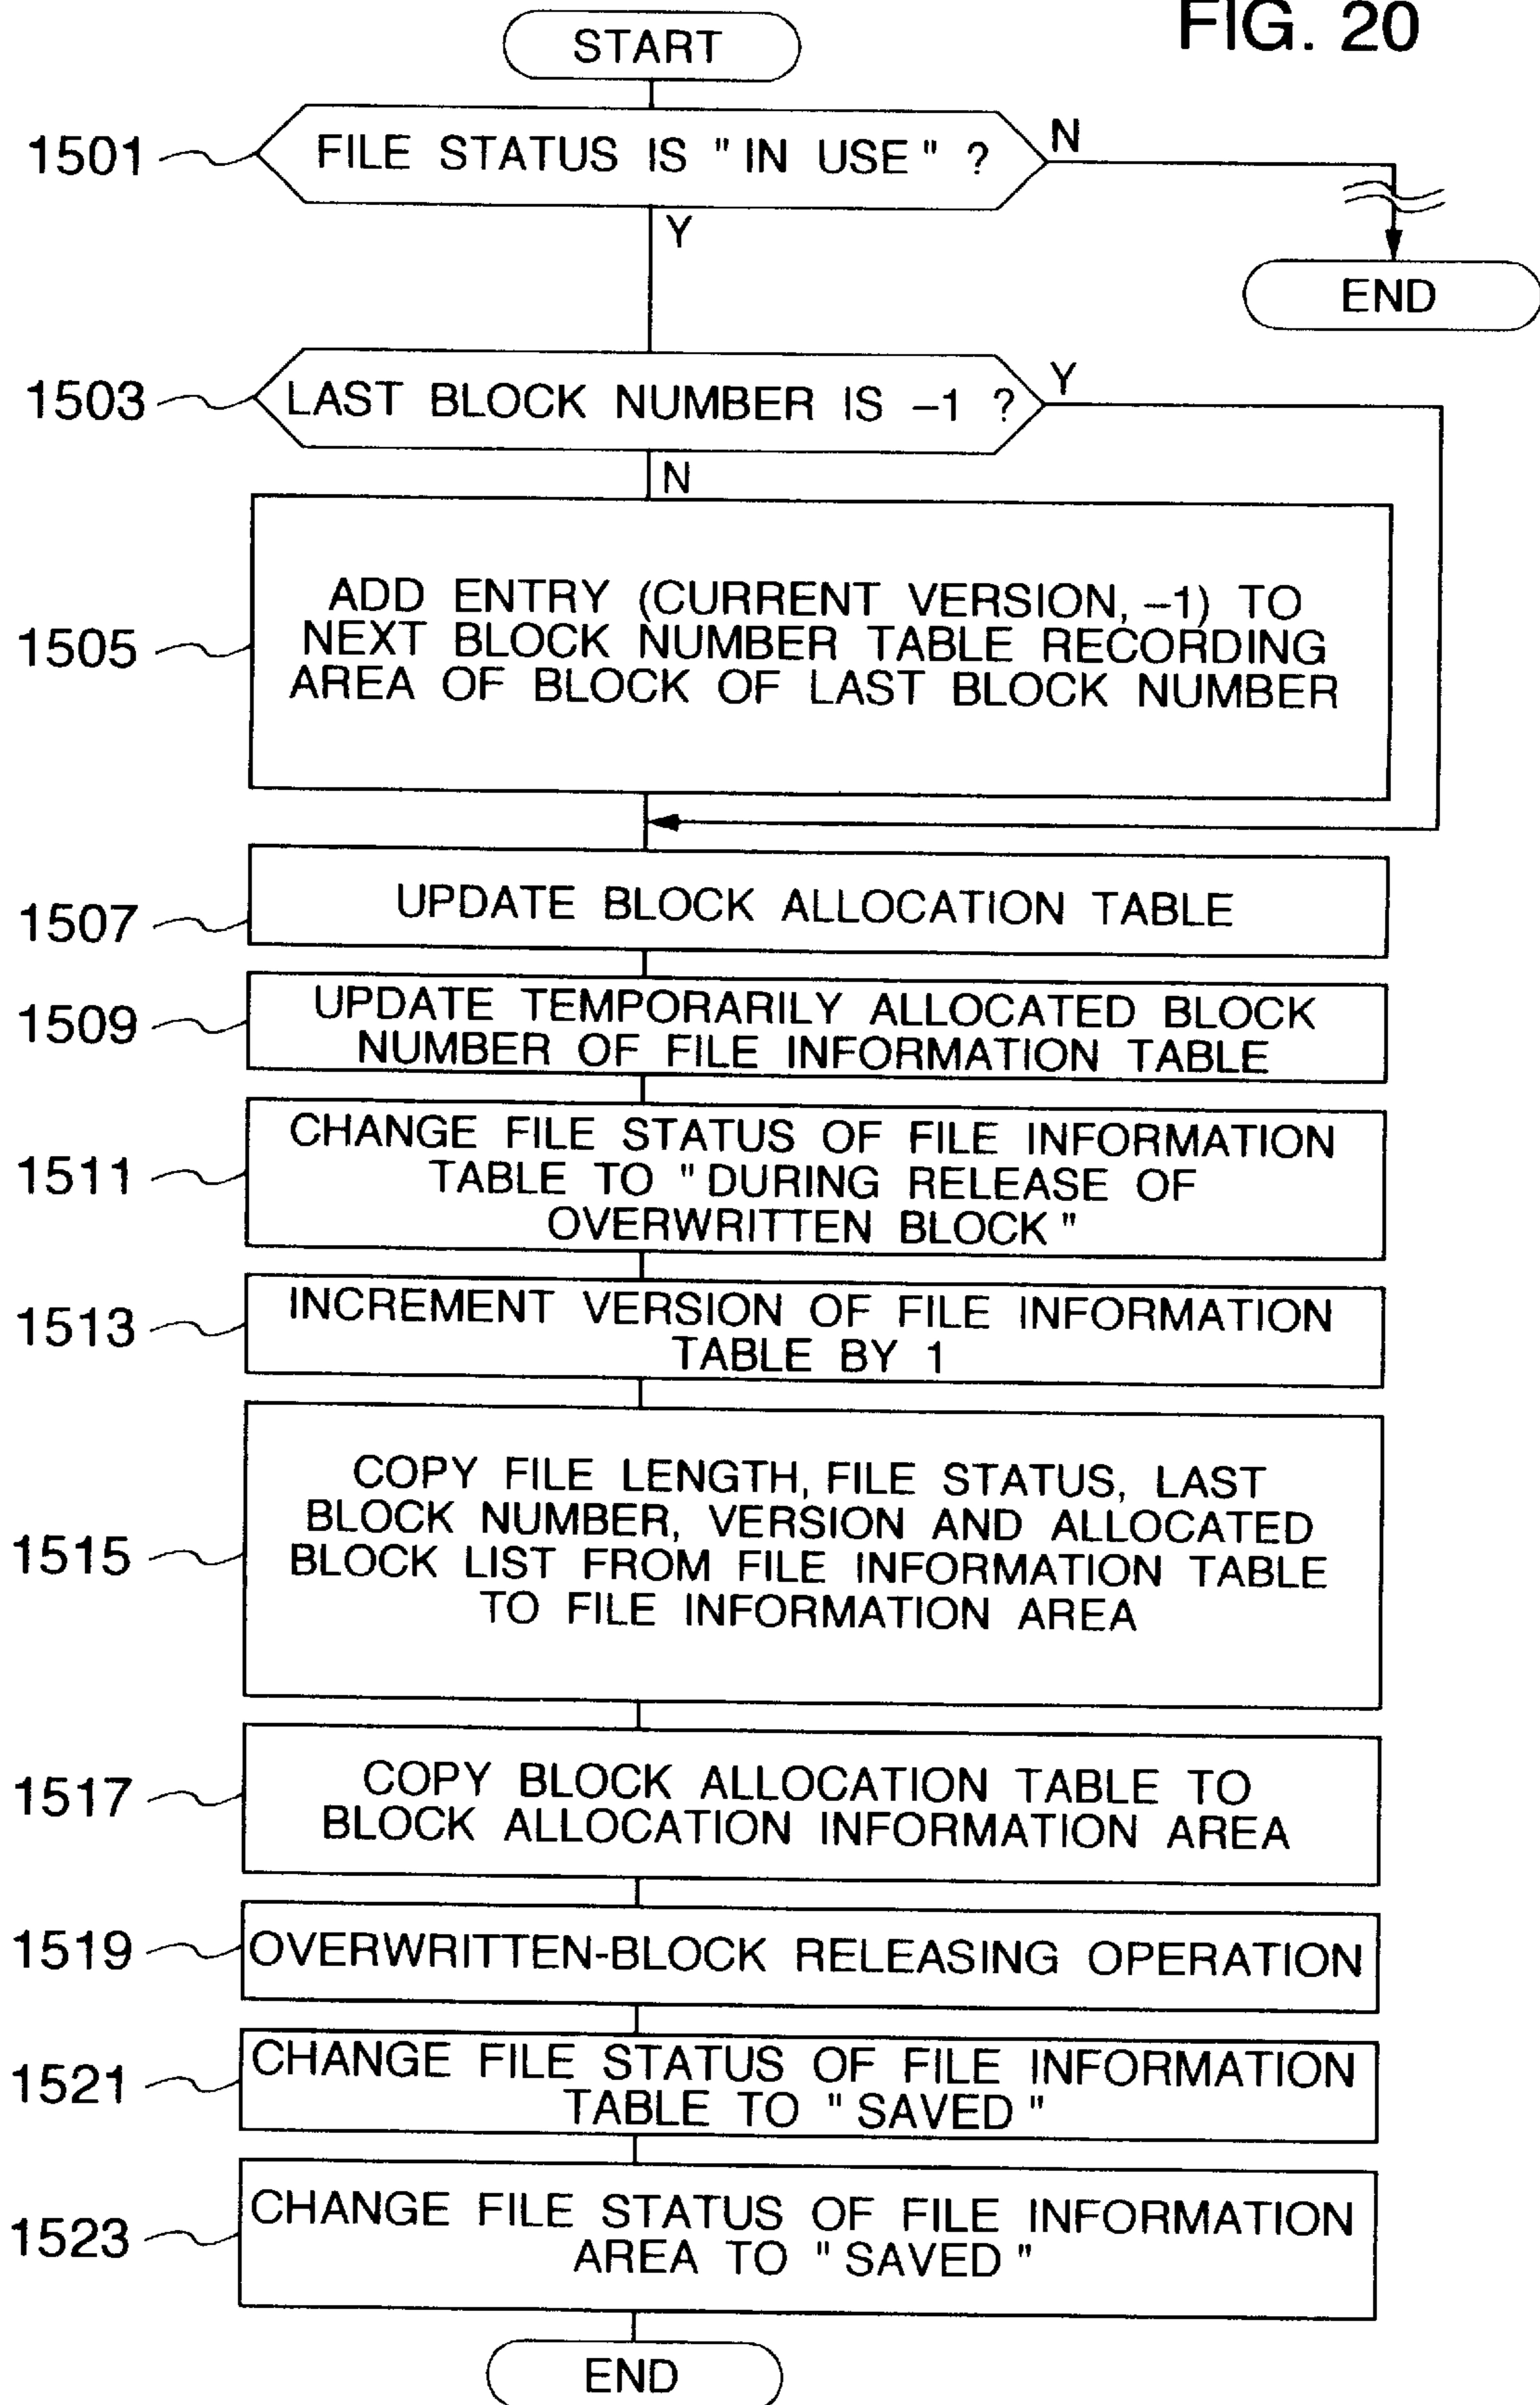 FIG. 20
START
1501
FILE STATUS IS "IN USE" ?
N
Y
END
1503
LAST BLOCK NUMBER IS –1 ?
Y
N
1505
ADD ENTRY (CURRENT VERSION, –1) TO
NEXT BLOCK NUMBER TABLE RECORDING
AREA OF BLOCK OF LAST BLOCK NUMBER
1507
UPDATE BLOCK ALLOCATION TABLE
1509
UPDATE TEMPORARILY ALLOCATED BLOCK
NUMBER OF FILE INFORMATION TABLE
1511
CHANGE FILE STATUS OF FILE INFORMATION
TABLE TO "DURING RELEASE OF
OVERWRITTEN BLOCK"
1513
INCREMENT VERSION OF FILE INFORMATION
TABLE BY 1
1515
COPY FILE LENGTH, FILE STATUS, LAST
BLOCK NUMBER, VERSION AND ALLOCATED
BLOCK LIST FROM FILE INFORMATION TABLE
TO FILE INFORMATION AREA
1517
COPY BLOCK ALLOCATION TABLE TO
BLOCK ALLOCATION INFORMATION AREA
1519
OVERWRITTEN-BLOCK RELEASING OPERATION
1521
CHANGE FILE STATUS OF FILE INFORMATION
TABLE TO "SAVED"
1523
CHANGE FILE STATUS OF FILE INFORMATION
AREA TO "SAVED"
END